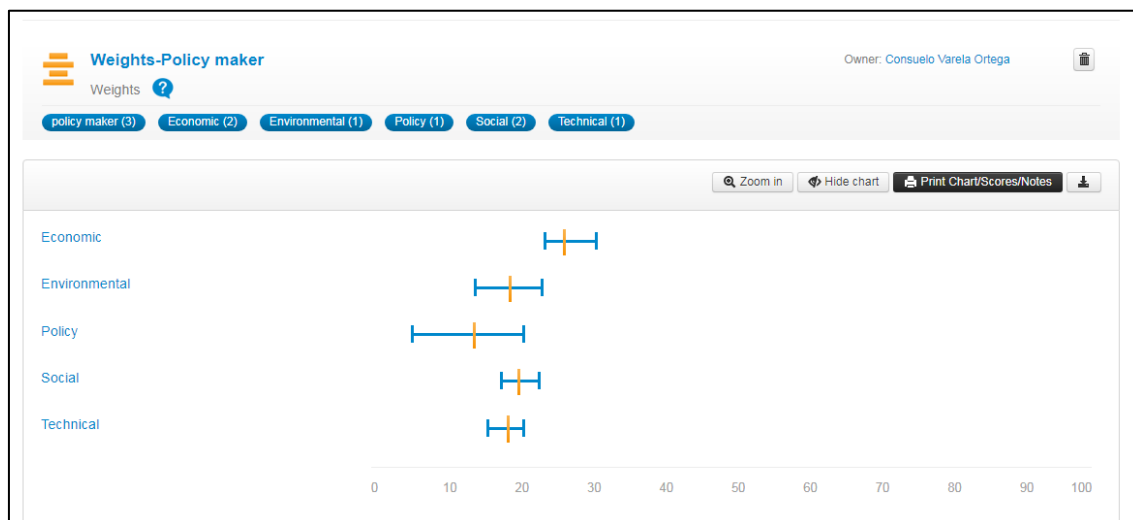 Weights-Policy maker
Owner: Consuelo Varela Ortega
Weights ?
policy maker (3) Economic (2) Environmental (1) Policy (1) Social (2) Technical (1)
Zoom in Hide chart Print Chart/Scores/Notes
Economic
Environmental
Policy
Social
Technical
0 10 20 30 40 50 60 70 80 90 100